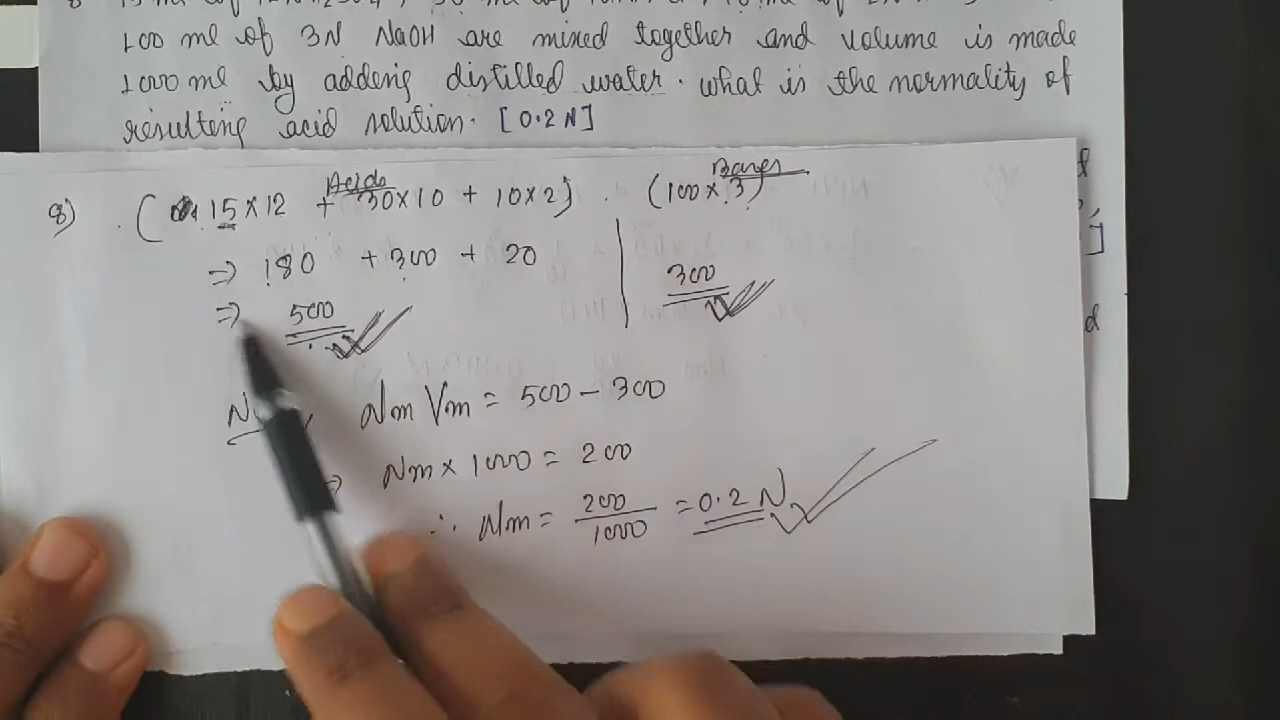 100 ml of 3N NaOH are mixed together and volume is made
1000 ml by addenig distilled water. what is the normality of
resulting acid solution. [0.2 N]
Acids Bases
8) (15×12 + 30×10 + 10×2) (100×3)
⇒ 180 + 300 + 20 300
⇒ 500
Nm Vm = 500 - 300
⇒ Nm × 1000 = 200
∴ Nm = 200/1000 = 0.2 N